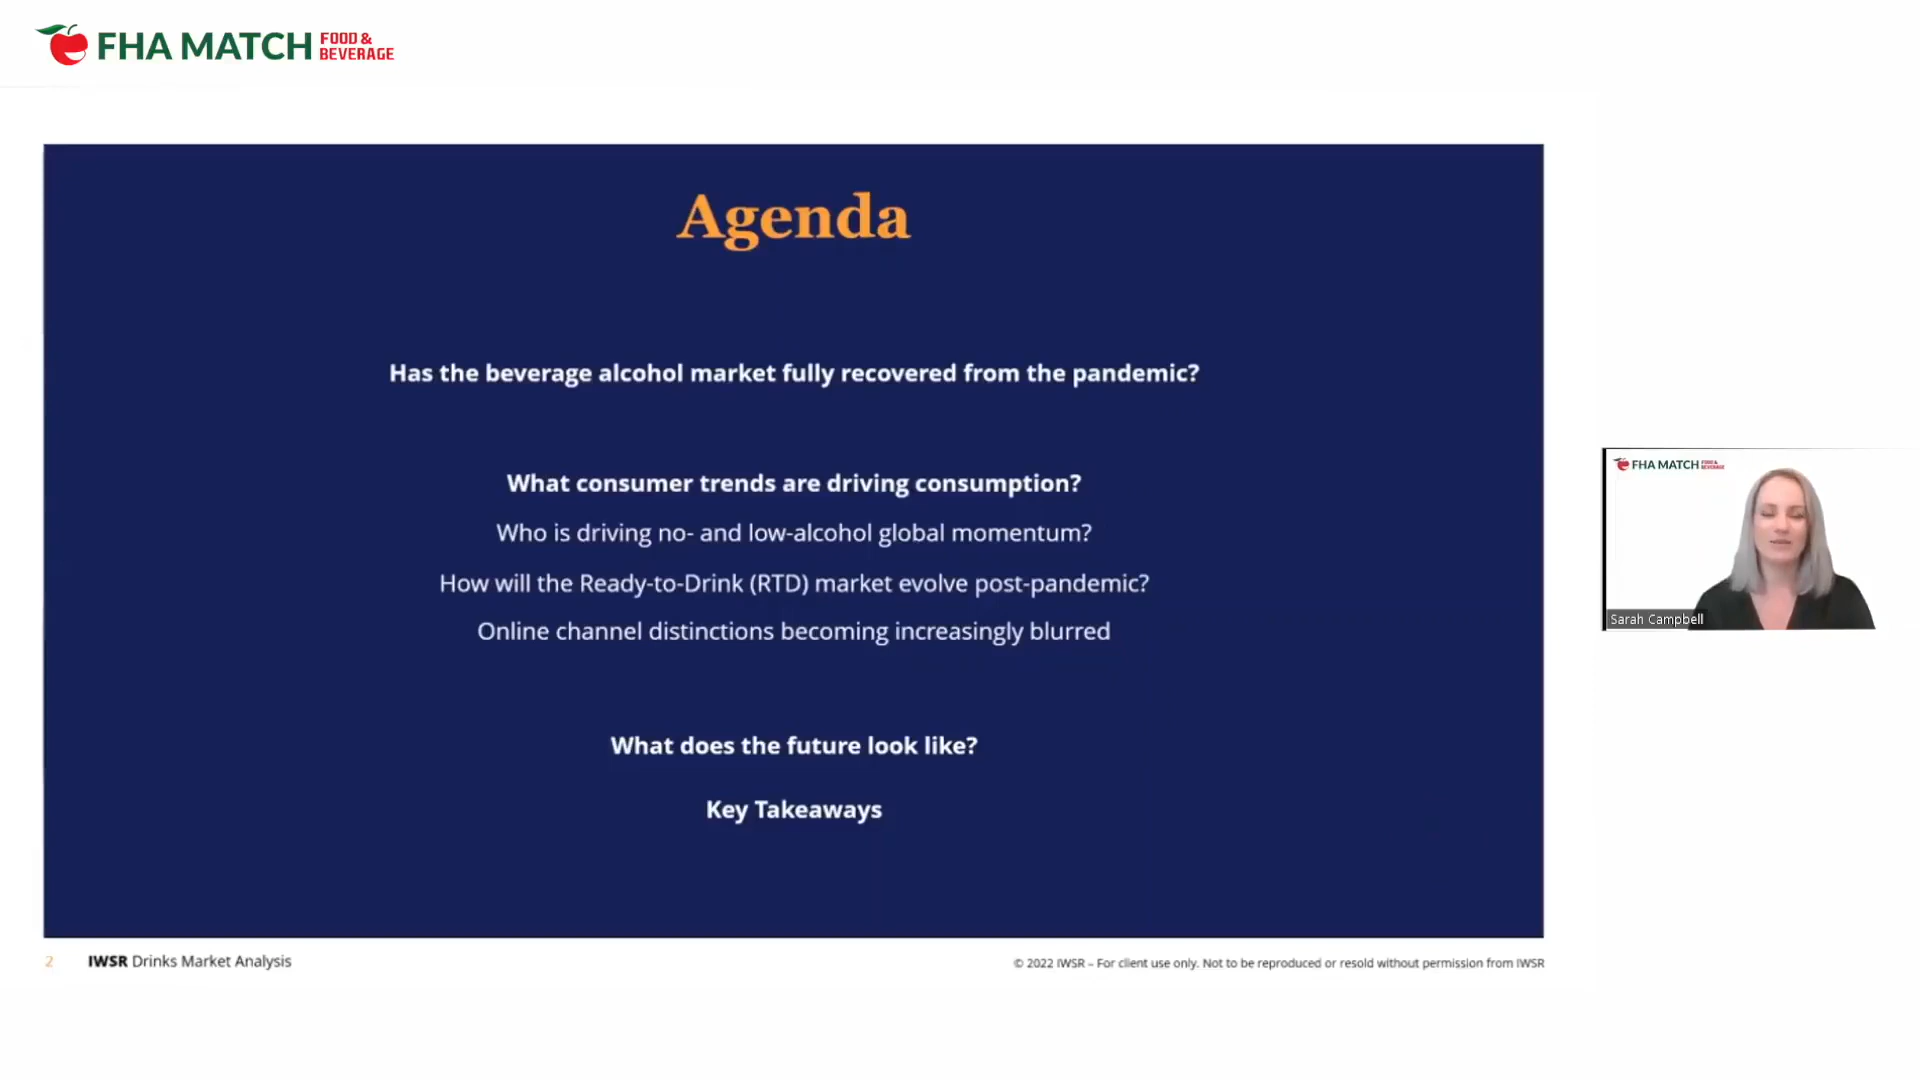 FHA MATCH FOOD & BEVERAGE
Agenda
Has the beverage alcohol market fully recovered from the pandemic?
What consumer trends are driving consumption?
Who is driving no- and low-alcohol global momentum?
How will the Ready-to-Drink (RTD) market evolve post-pandemic?
Online channel distinctions becoming increasingly blurred
What does the future look like?
Key Takeaways
FHA MATCH FOOD & BEVERAGE
Sarah Campbell
2 IWSR Drinks Market Analysis
© 2022 IWSR – For client use only. Not to be reproduced or resold without permission from IWSR